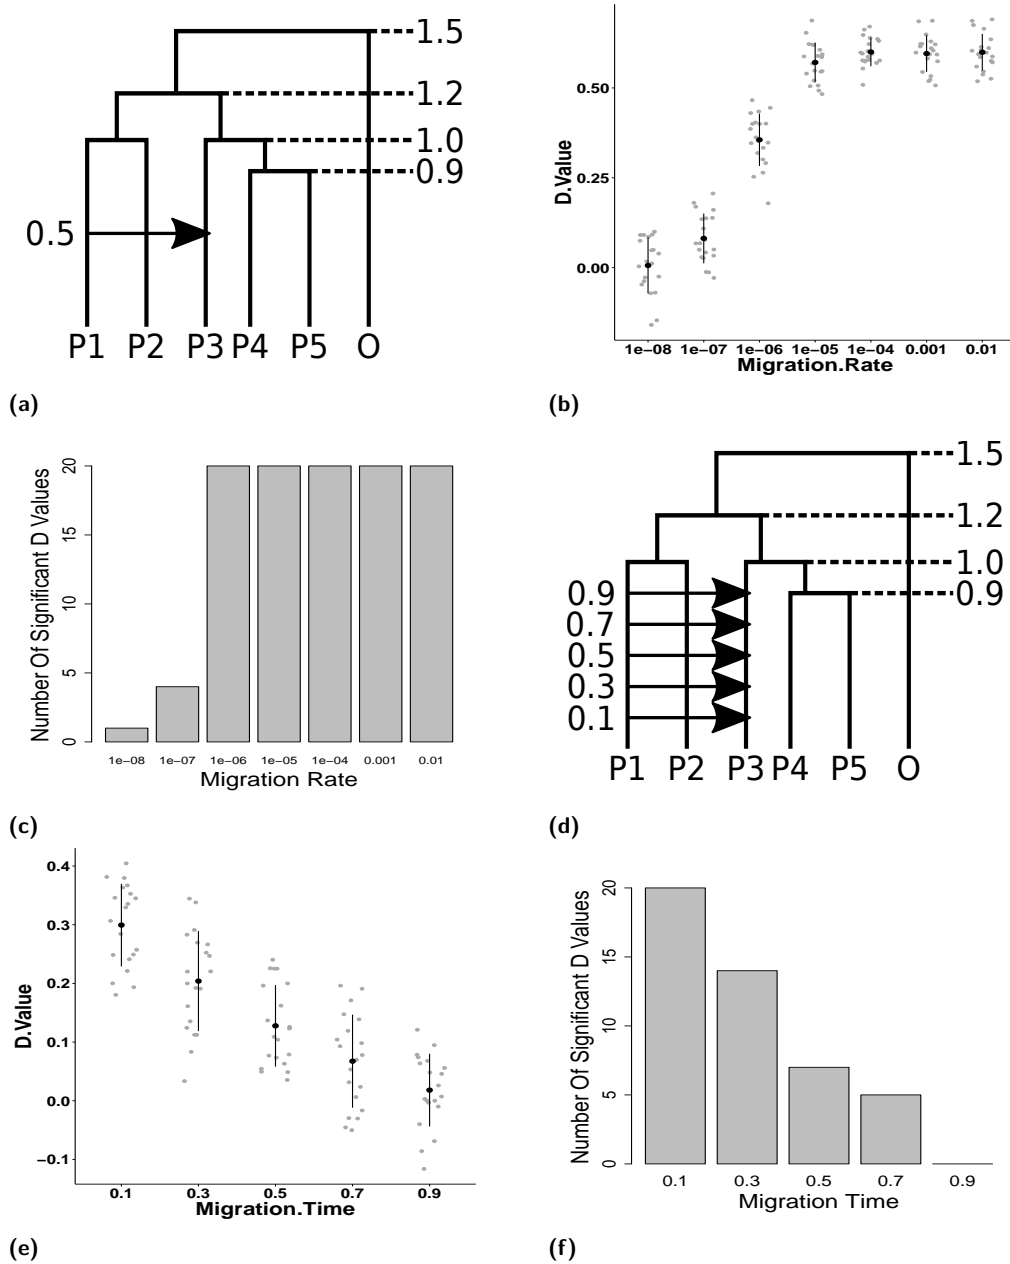 1.5
1.2
1.0
0.9
0.5
P1 P2 P3 P4 P5 O
(a)
D.Value
0.50
0.25
0.00
1e−08 1e−07 1e−06 1e−05 1e−04 0.001 0.01
Migration.Rate
(b)
Number Of Significant D Values
20
15
10
5
0
1e−08 1e−07 1e−06 1e−05 1e−04 0.001 0.01
Migration Rate
(c)
1.5
1.2
1.0
0.9
0.9
0.7
0.5
0.3
0.1
P1 P2 P3 P4 P5 O
(d)
D.Value
0.4
0.3
0.2
0.1
0.0
−0.1
0.1 0.3 0.5 0.7 0.9
Migration.Time
(e)
Number Of Significant D Values
20
15
10
5
0
0.1 0.3 0.5 0.7 0.9
Migration Time
(f)